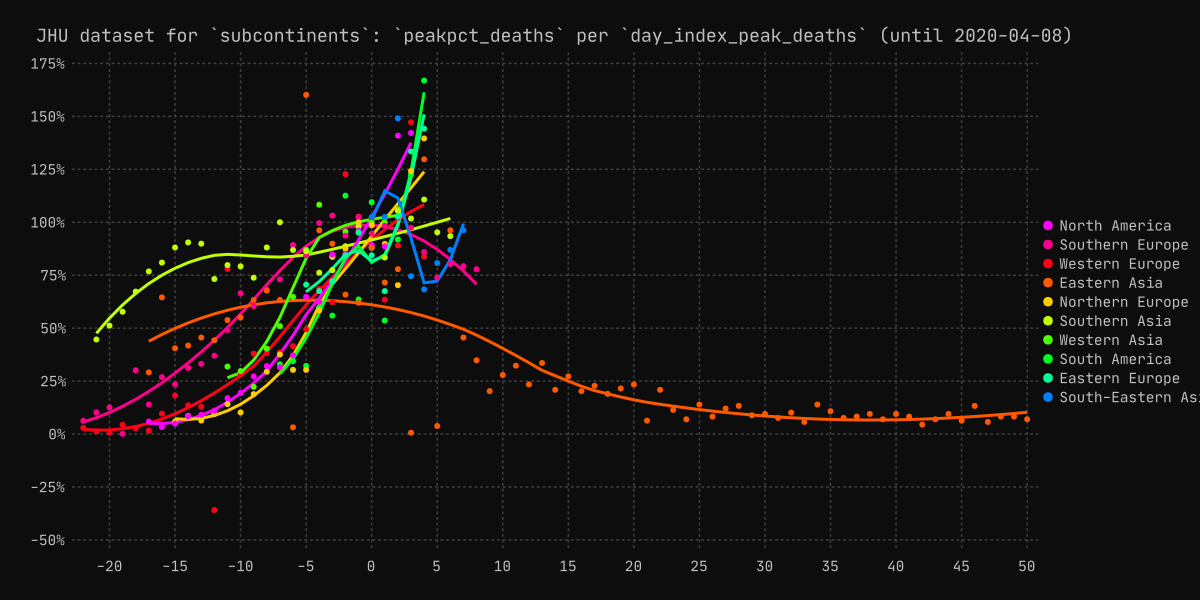 JHU dataset for `subcontinents`: `peakpct_deaths` per `day_index_peak_deaths` (until 2020-04-08)
175%
150%
125%
100%
75%
50%
25%
0%
-25%
-50%
-20 -15 -10 -5 0 5 10 15 20 25 30 35 40 45 50
North America
Southern Europe
Western Europe
Eastern Asia
Northern Europe
Southern Asia
Western Asia
South America
Eastern Europe
South-Eastern Asi